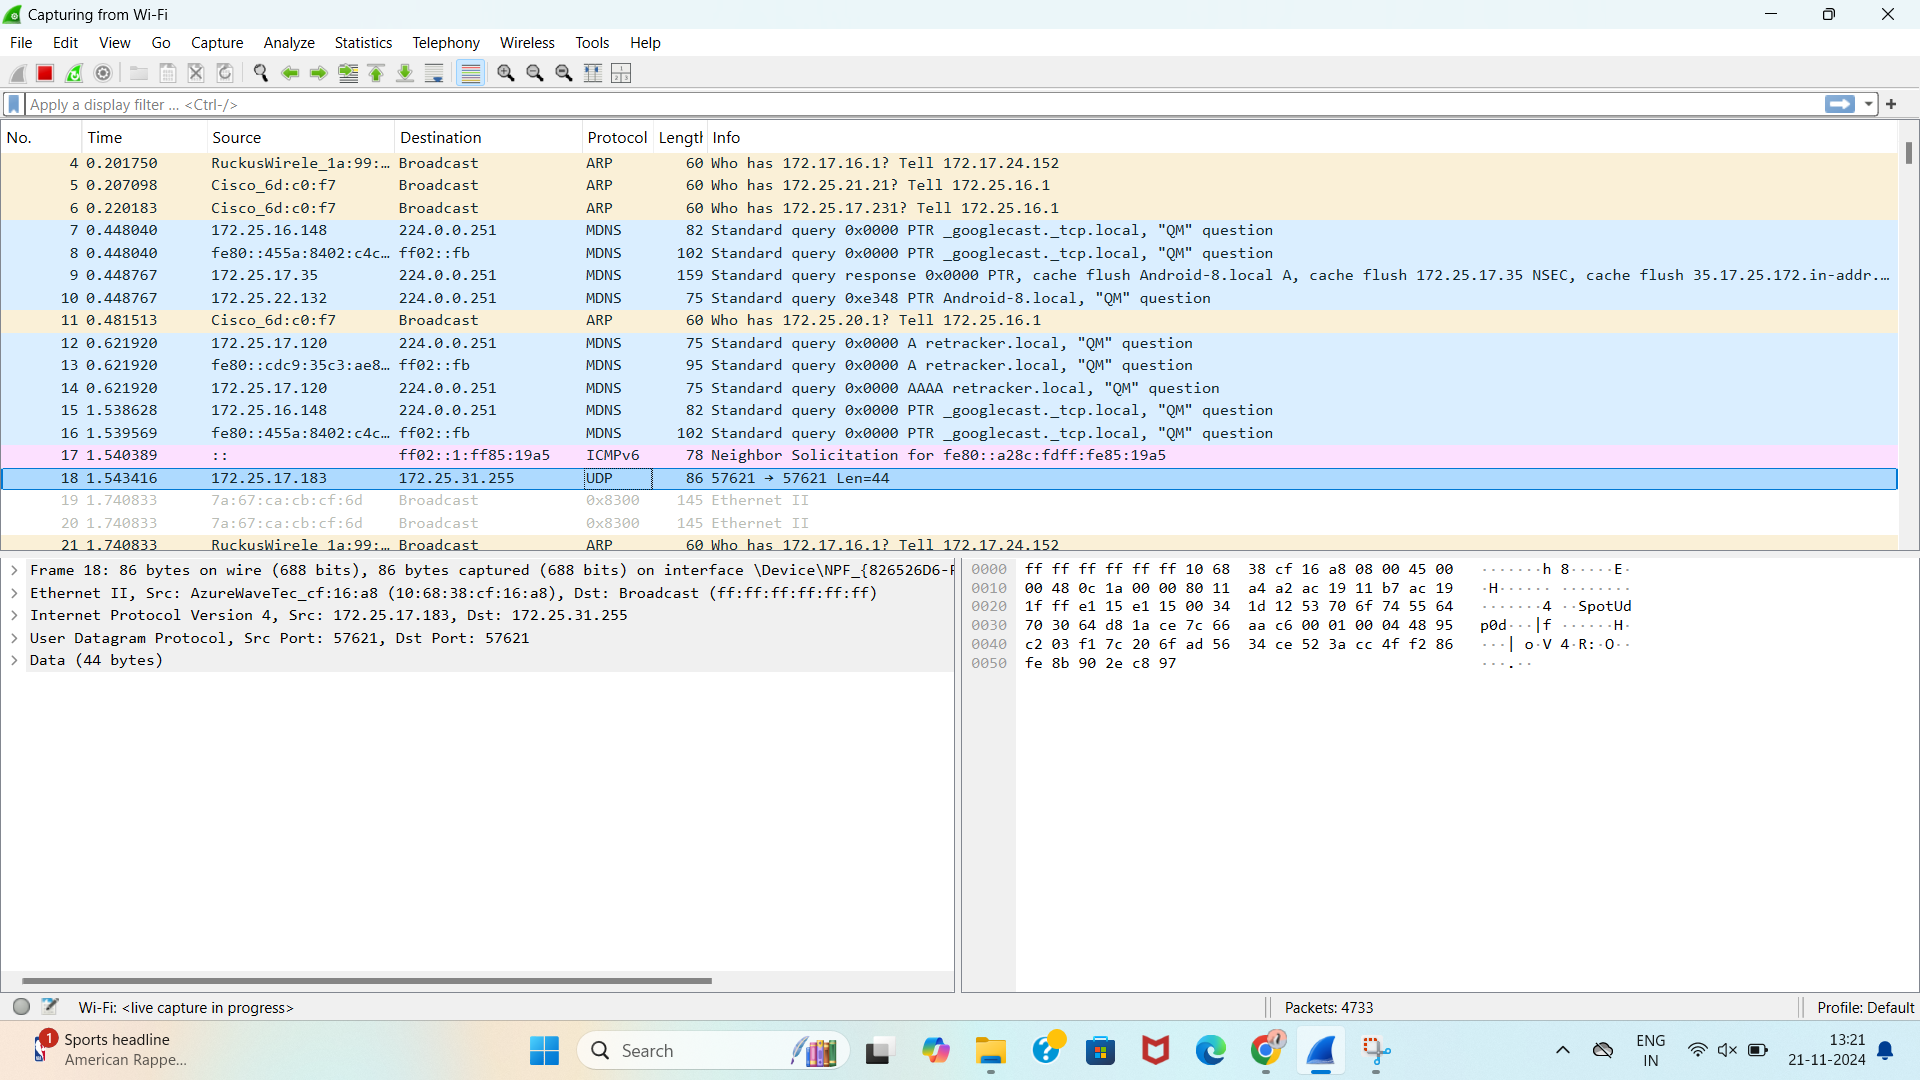 Capturing from Wi-Fi
File Edit View Go Capture Analyze Statistics Telephony Wireless Tools Help
Apply a display filter ... <Ctrl-/>
No. Time Source Destination Protocol Length Info
4 0.201750 RuckusWirele_1a:99:… Broadcast ARP 60 Who has 172.17.16.1? Tell 172.17.24.152
5 0.207098 Cisco_6d:c0:f7 Broadcast ARP 60 Who has 172.25.21.21? Tell 172.25.16.1
6 0.220183 Cisco_6d:c0:f7 Broadcast ARP 60 Who has 172.25.17.231? Tell 172.25.16.1
7 0.448040 172.25.16.148 224.0.0.251 MDNS 82 Standard query 0x0000 PTR _googlecast._tcp.local, "QM" question
8 0.448040 fe80::455a:8402:c4c… ff02::fb MDNS 102 Standard query 0x0000 PTR _googlecast._tcp.local, "QM" question
9 0.448767 172.25.17.35 224.0.0.251 MDNS 159 Standard query response 0x0000 PTR, cache flush Android-8.local A, cache flush 172.25.17.35 NSEC, cache flush 35.17.25.172.in-addr.…
10 0.448767 172.25.22.132 224.0.0.251 MDNS 75 Standard query 0xe348 PTR Android-8.local, "QM" question
11 0.481513 Cisco_6d:c0:f7 Broadcast ARP 60 Who has 172.25.20.1? Tell 172.25.16.1
12 0.621920 172.25.17.120 224.0.0.251 MDNS 75 Standard query 0x0000 A retracker.local, "QM" question
13 0.621920 fe80::cdc9:35c3:ae8… ff02::fb MDNS 95 Standard query 0x0000 A retracker.local, "QM" question
14 0.621920 172.25.17.120 224.0.0.251 MDNS 75 Standard query 0x0000 AAAA retracker.local, "QM" question
15 1.538628 172.25.16.148 224.0.0.251 MDNS 82 Standard query 0x0000 PTR _googlecast._tcp.local, "QM" question
16 1.539569 fe80::455a:8402:c4c… ff02::fb MDNS 102 Standard query 0x0000 PTR _googlecast._tcp.local, "QM" question
17 1.540389 :: ff02::1:ff85:19a5 ICMPv6 78 Neighbor Solicitation for fe80::a28c:fdff:fe85:19a5
18 1.543416 172.25.17.183 172.25.31.255 UDP 86 57621 → 57621 Len=44
19 1.740833 7a:67:ca:cb:cf:6d Broadcast 0x8300 145 Ethernet II
20 1.740833 7a:67:ca:cb:cf:6d Broadcast 0x8300 145 Ethernet II
21 1.740833 RuckusWirele_1a:99:… Broadcast ARP 60 Who has 172.17.16.1? Tell 172.17.24.152
Frame 18: 86 bytes on wire (688 bits), 86 bytes captured (688 bits) on interface \Device\NPF_{826526D6-F
Ethernet II, Src: AzureWaveTec_cf:16:a8 (10:68:38:cf:16:a8), Dst: Broadcast (ff:ff:ff:ff:ff:ff)
Internet Protocol Version 4, Src: 172.25.17.183, Dst: 172.25.31.255
User Datagram Protocol, Src Port: 57621, Dst Port: 57621
Data (44 bytes)
0000 ff ff ff ff ff ff 10 68 38 cf 16 a8 08 00 45 00 ·······h 8·····E·
0010 00 48 0c 1a 00 00 80 11 a4 a2 ac 19 11 b7 ac 19 ·H······ ········
0020 1f ff e1 15 e1 15 00 34 1d 12 53 70 6f 74 55 64 ·······4 ··SpotUd
0030 70 30 64 d8 1a ce 7c 66 aa c6 00 01 00 04 48 95 p0d···|f ······H·
0040 c2 03 f1 7c 20 6f ad 56 34 ce 52 3a cc 4f f2 86 ···| o·V 4·R:·O··
0050 fe 8b 90 2e c8 97 ···.··
Wi-Fi: <live capture in progress> Packets: 4733 Profile: Default
1
Sports headline
American Rappe...
Search
ENG
IN
13:21
21-11-2024